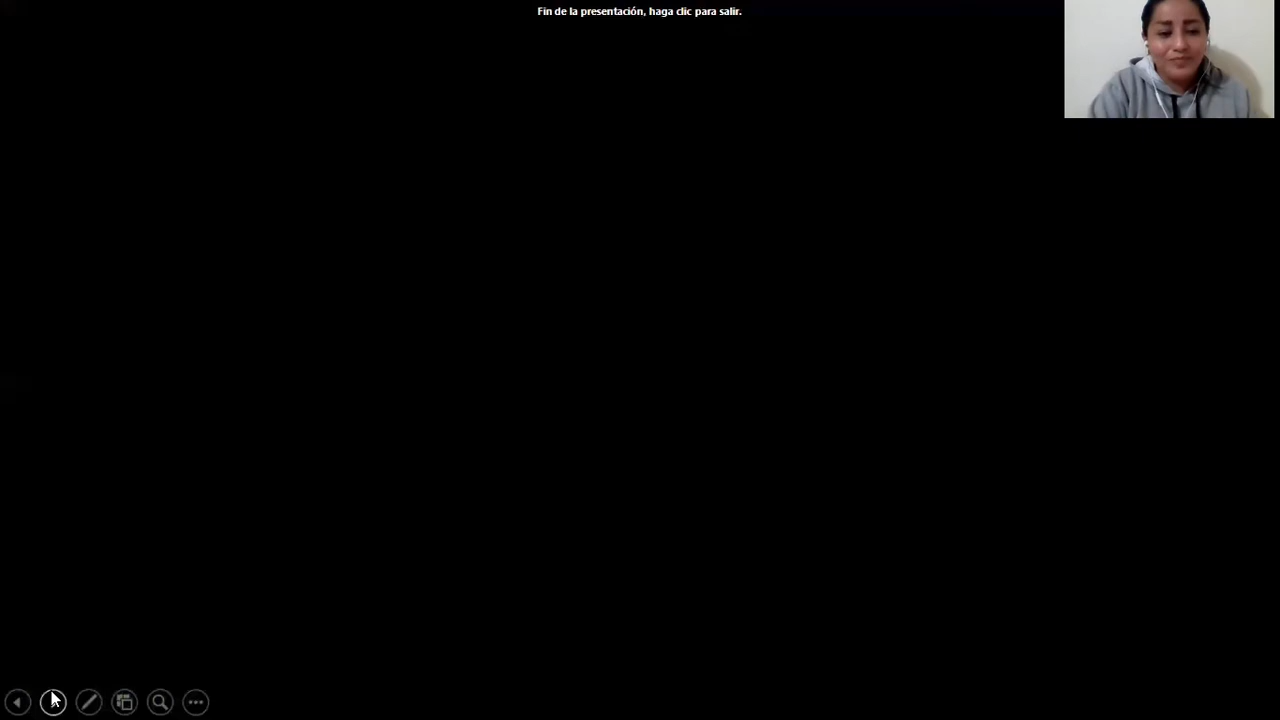 Fin de la presentación, haga clic para salir.